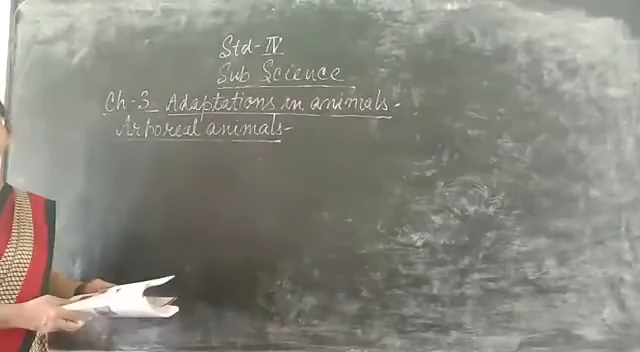 Std-IV
Sub Science
Ch-3 Adaptations in animals-
Arboreal animals-